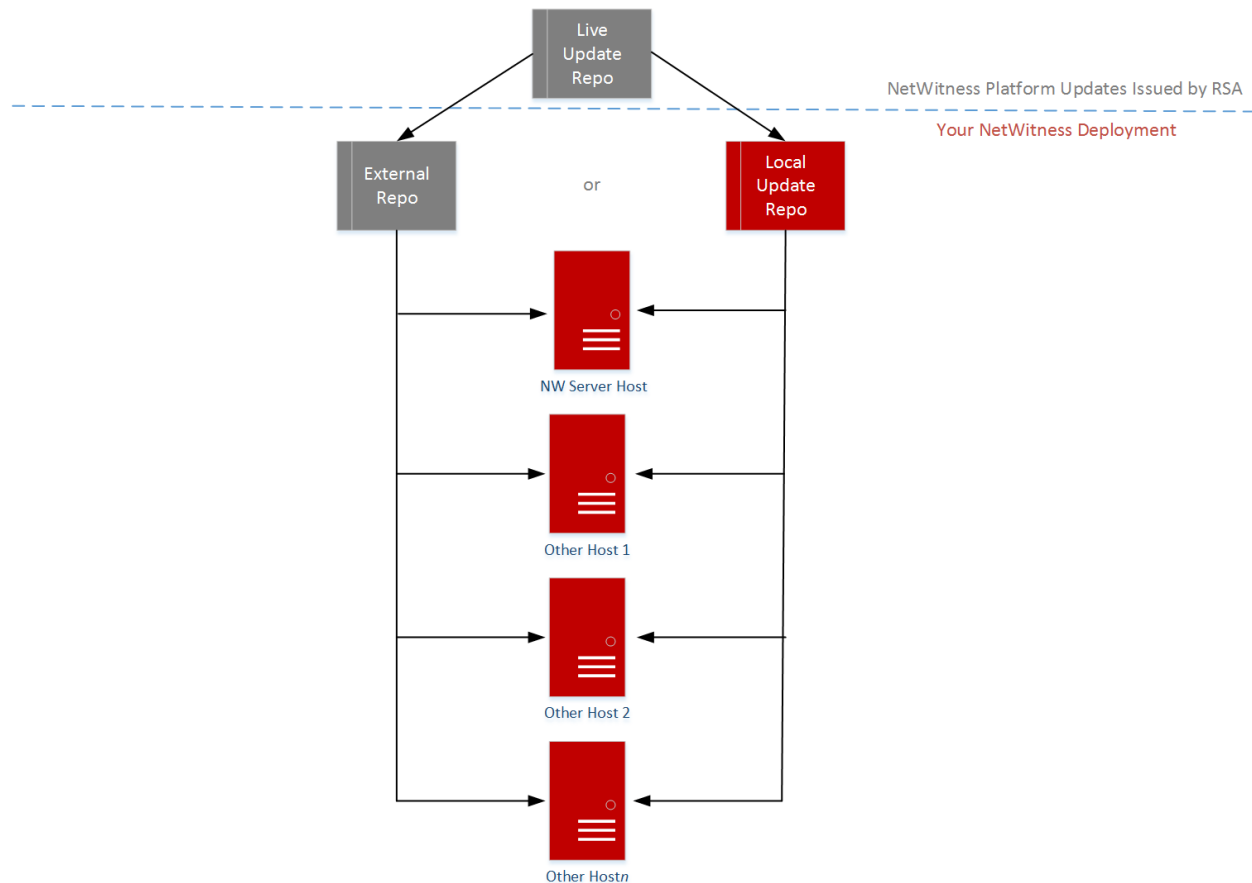 Live
Update
Repo
NetWitness Platform Updates Issued by RSA
Your NetWitness Deployment
External
Repo
or
Local
Update
Repo
NW Server Host
Other Host 1
Other Host 2
Other Hostn